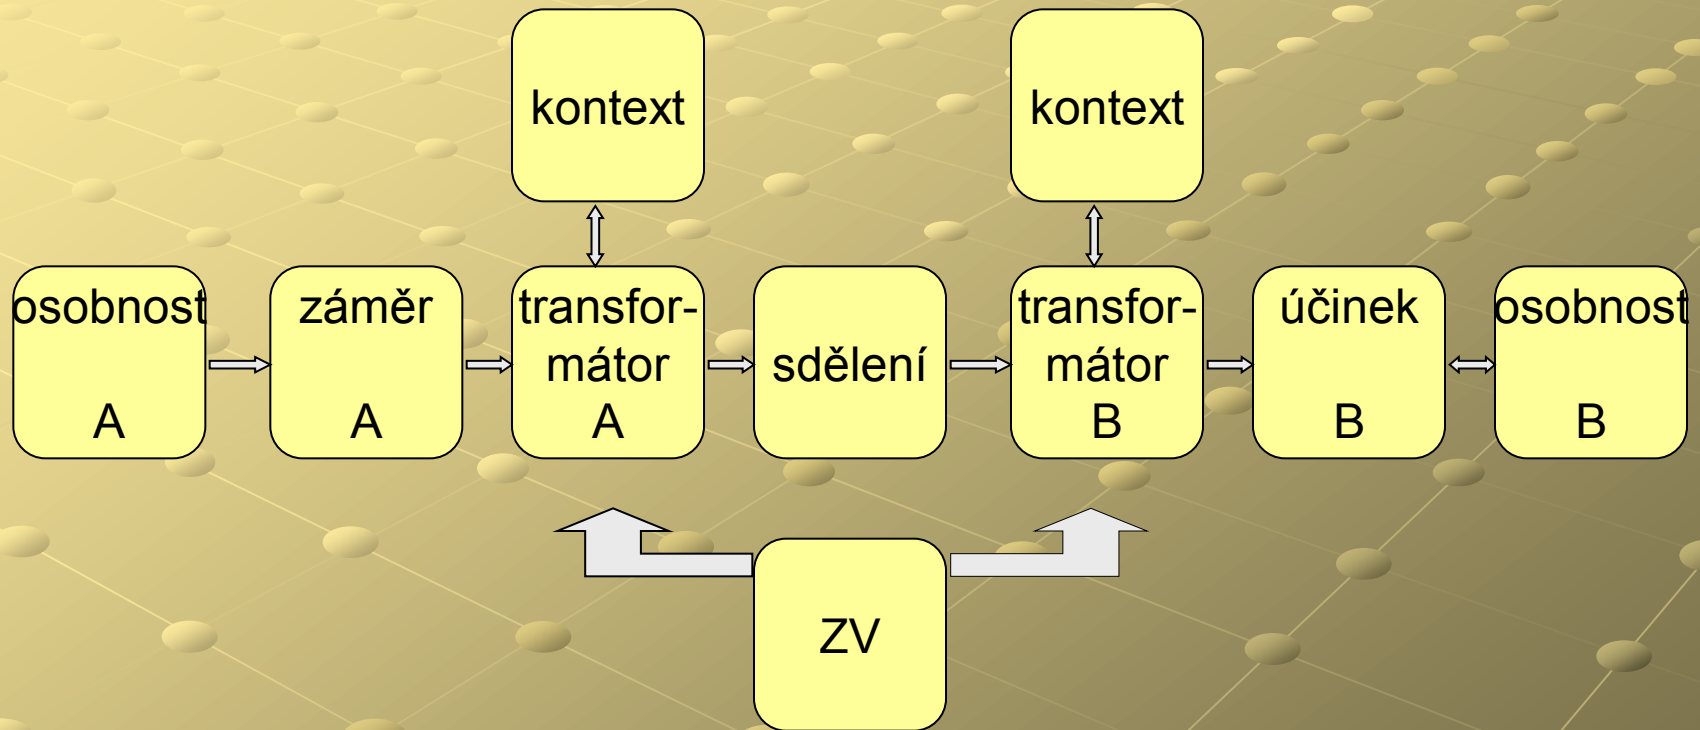 kontext
kontext
osobnost
A
záměr
A
transfor-
mátor
A
sdělení
transfor-
mátor
B
účinek
B
osobnost
B
ZV